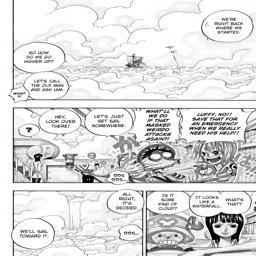 WE'RE
RIGHT BACK
WHERE WE
STARTED.
SO HOW
DO WE GO
HIGHER UP?
LET'S CALL
THE OLD MAN
AND ASK HIM.
WHAT?!
HEY,
LOOK OVER
THERE!
LET'S JUST
SET SAIL
SOMEWHERE.
WHAT'LL
WE DO
IF THAT
MASKED
WEIRDO
ATTACKS
AGAIN?!
LUFFY, NO!!
SAVE THAT FOR
AN EMERGENCY
WHEN WE REALLY
NEED HIS HELP!!
?
WE'LL SAIL
TOWARD IT.
ALL
RIGHT,
IT'S
DECIDED.
IS IT
SOME KIND
OF CLOUD?
IT LOOKS
LIKE A
WATERFALL.
WHAT'S
THAT?